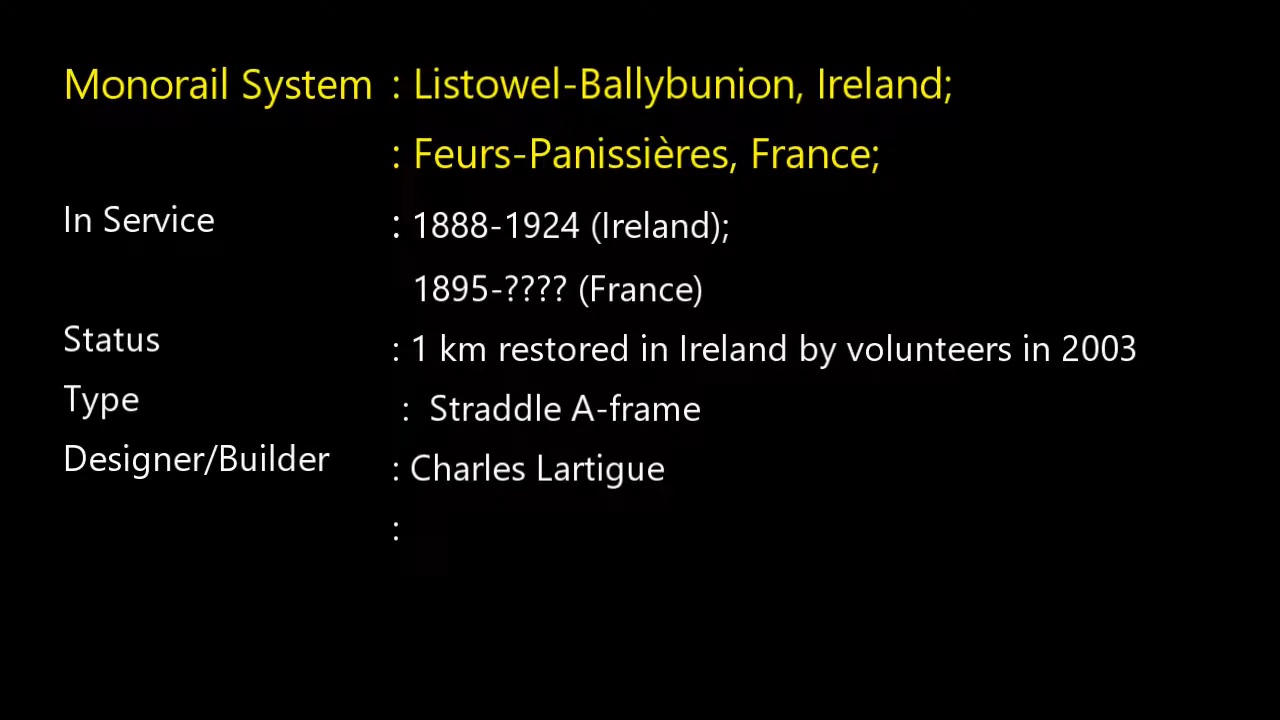 Monorail System : Listowel-Ballybunion, Ireland;
: Feurs-Panissières, France;
In Service : 1888-1924 (Ireland);
1895-???? (France)
Status : 1 km restored in Ireland by volunteers in 2003
Type : Straddle A-frame
Designer/Builder : Charles Lartigue
: